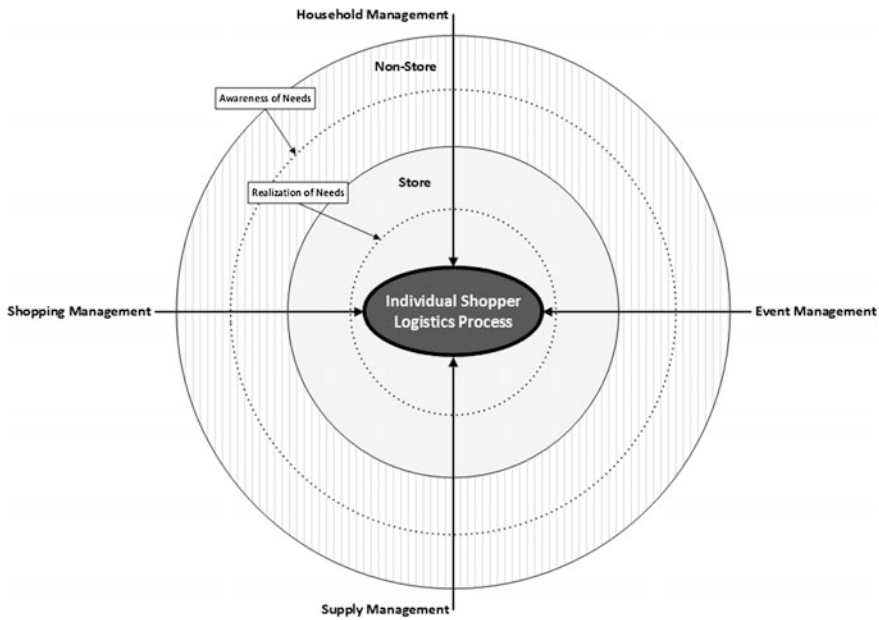 Household Management
Non-Store
Awareness of Needs
Store
Realization of Needs
Individual Shopper
Logistics Process
Shopping Management
Event Management
Supply Management